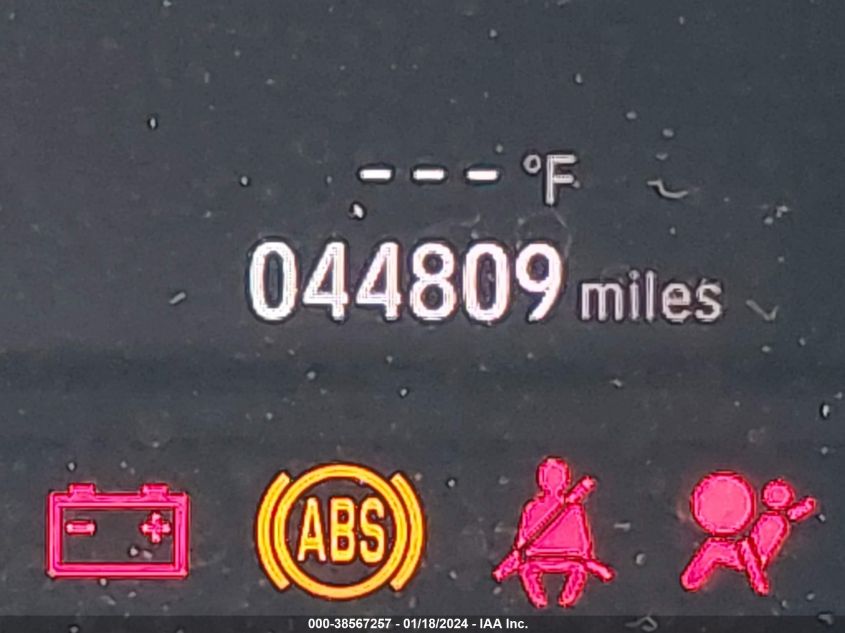 --- °F
044809 miles
ABS
000-38567257 - 01/18/2024 - IAA Inc.